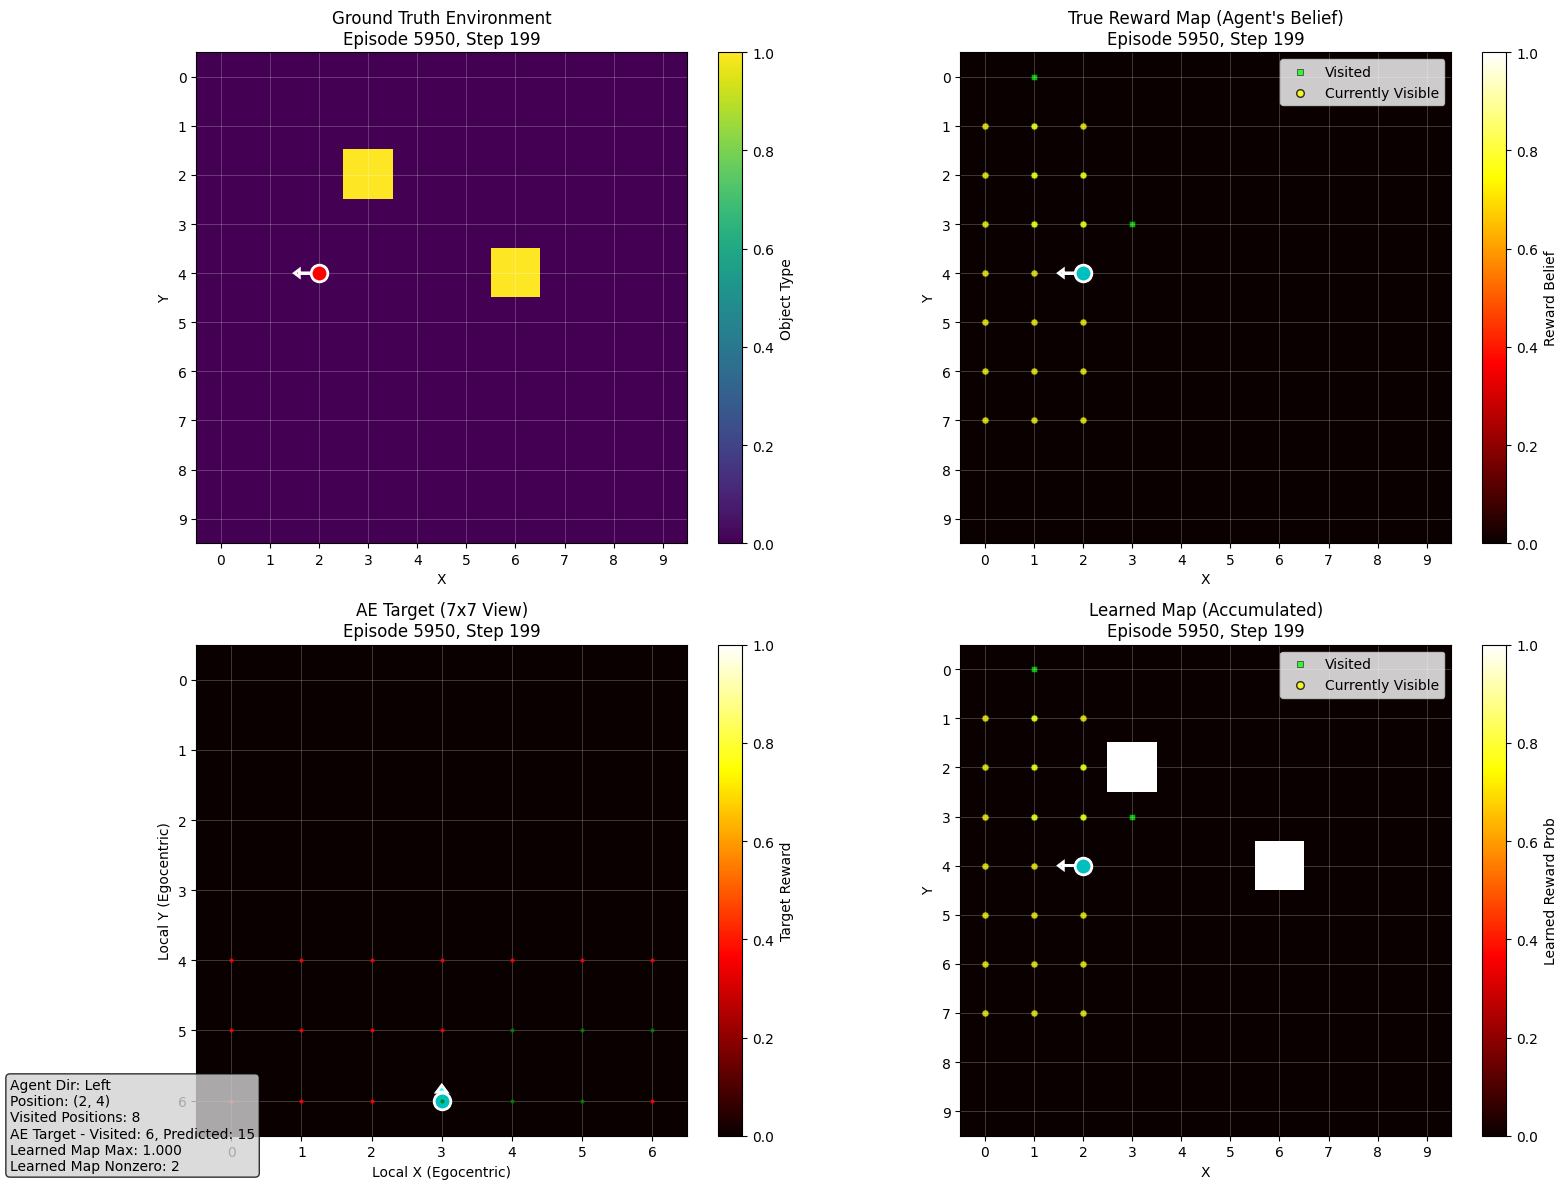 Ground Truth Environment
Episode 5950, Step 199
0
1
2
3
4
5
6
7
8
9
Y
0 1 2 3 4 5 6 7 8 9
X
1.0
0.8
0.6
0.4
0.2
0.0
Object Type
True Reward Map (Agent's Belief)
Episode 5950, Step 199
Visited
Currently Visible
0
1
2
3
4
5
6
7
8
9
Y
0 1 2 3 4 5 6 7 8 9
X
1.0
0.8
0.6
0.4
0.2
0.0
Reward Belief
AE Target (7x7 View)
Episode 5950, Step 199
0
1
2
3
4
5
6
Local Y (Egocentric)
0 1 2 3 4 5 6
Local X (Egocentric)
1.0
0.8
0.6
0.4
0.2
0.0
Target Reward
Agent Dir: Left
Position: (2, 4)
Visited Positions: 8
AE Target - Visited: 6, Predicted: 15
Learned Map Max: 1.000
Learned Map Nonzero: 2
Learned Map (Accumulated)
Episode 5950, Step 199
Visited
Currently Visible
0
1
2
3
4
5
6
7
8
9
Y
0 1 2 3 4 5 6 7 8 9
X
1.0
0.8
0.6
0.4
0.2
0.0
Learned Reward Prob